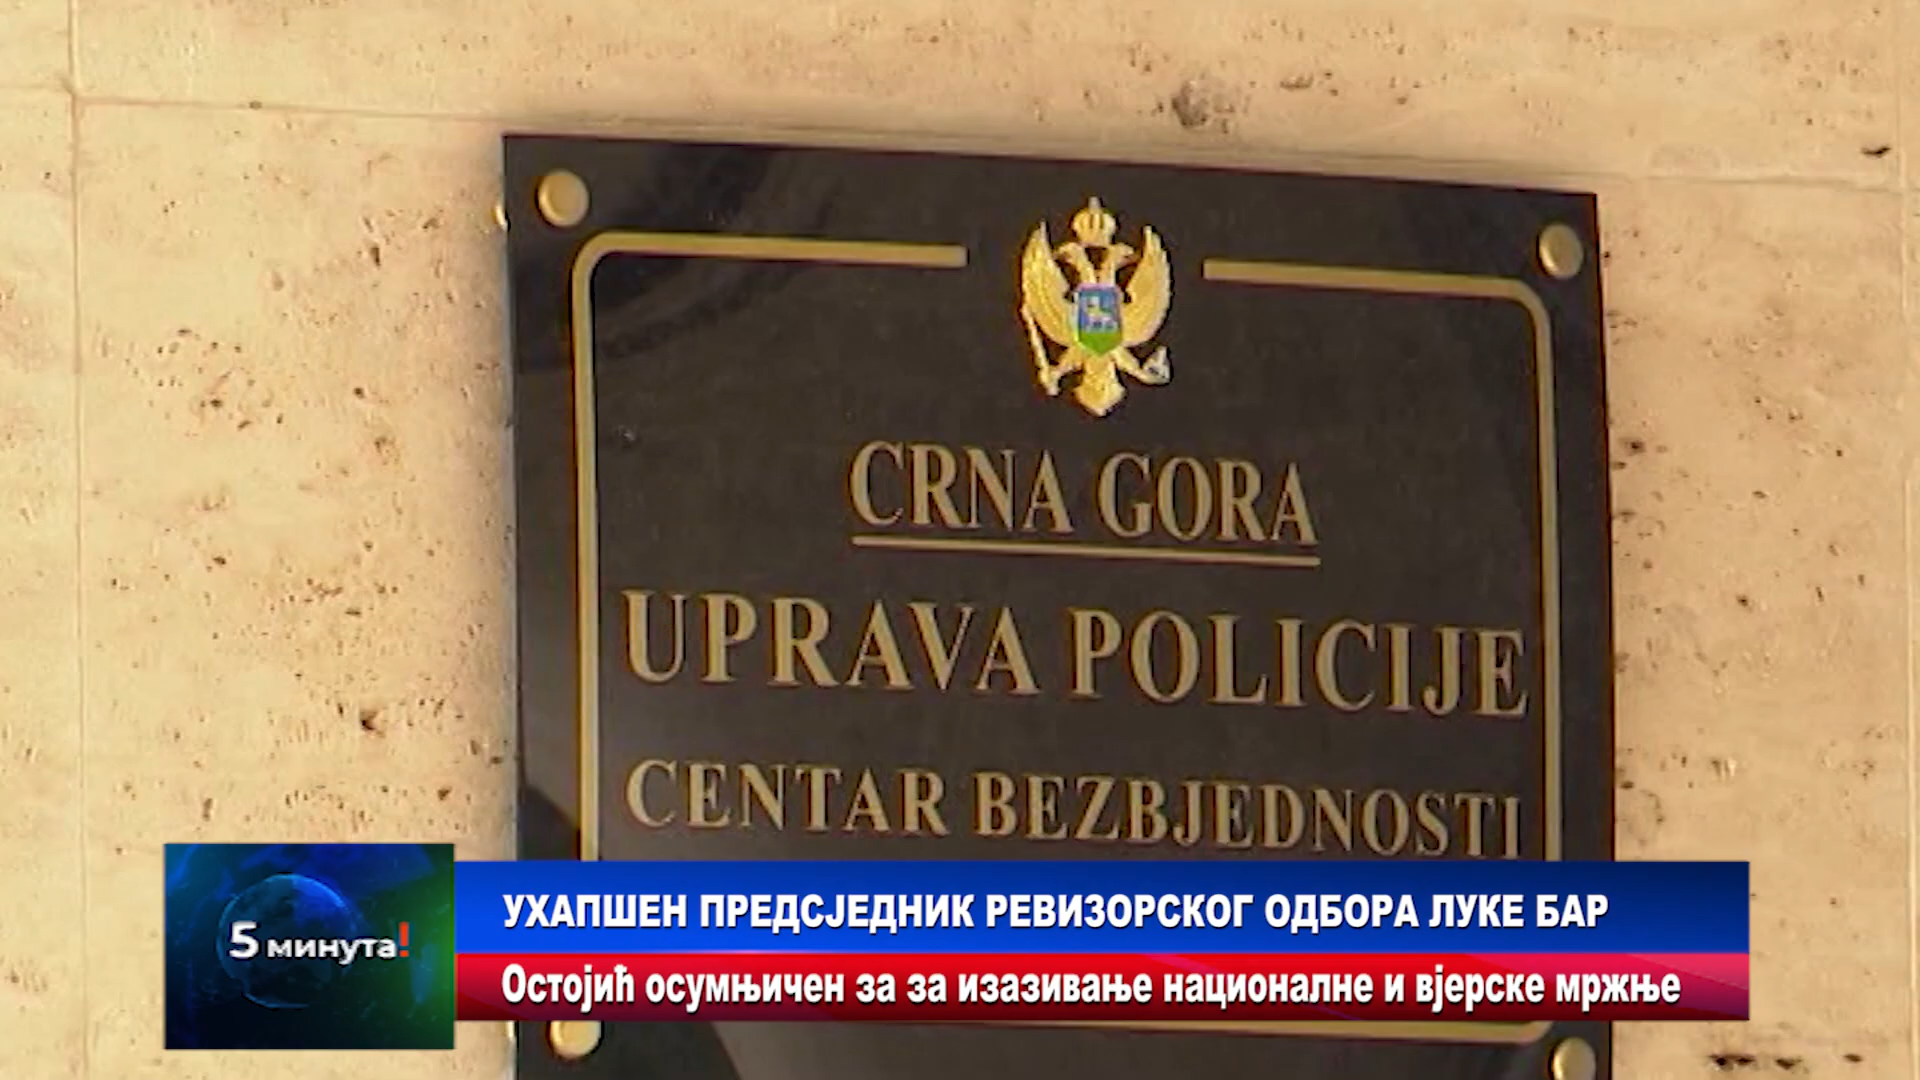 CRNA GORA
UPRAVA POLICIJE
CENTAR BEZBJEDNOSTI
5 минута!
УХАПШЕН ПРЕДСЈЕДНИК РЕВИЗОРСКОГ ОДБОРА ЛУКЕ БАР
Остојић осумњичен за за изазивање националне и вјерске мржње